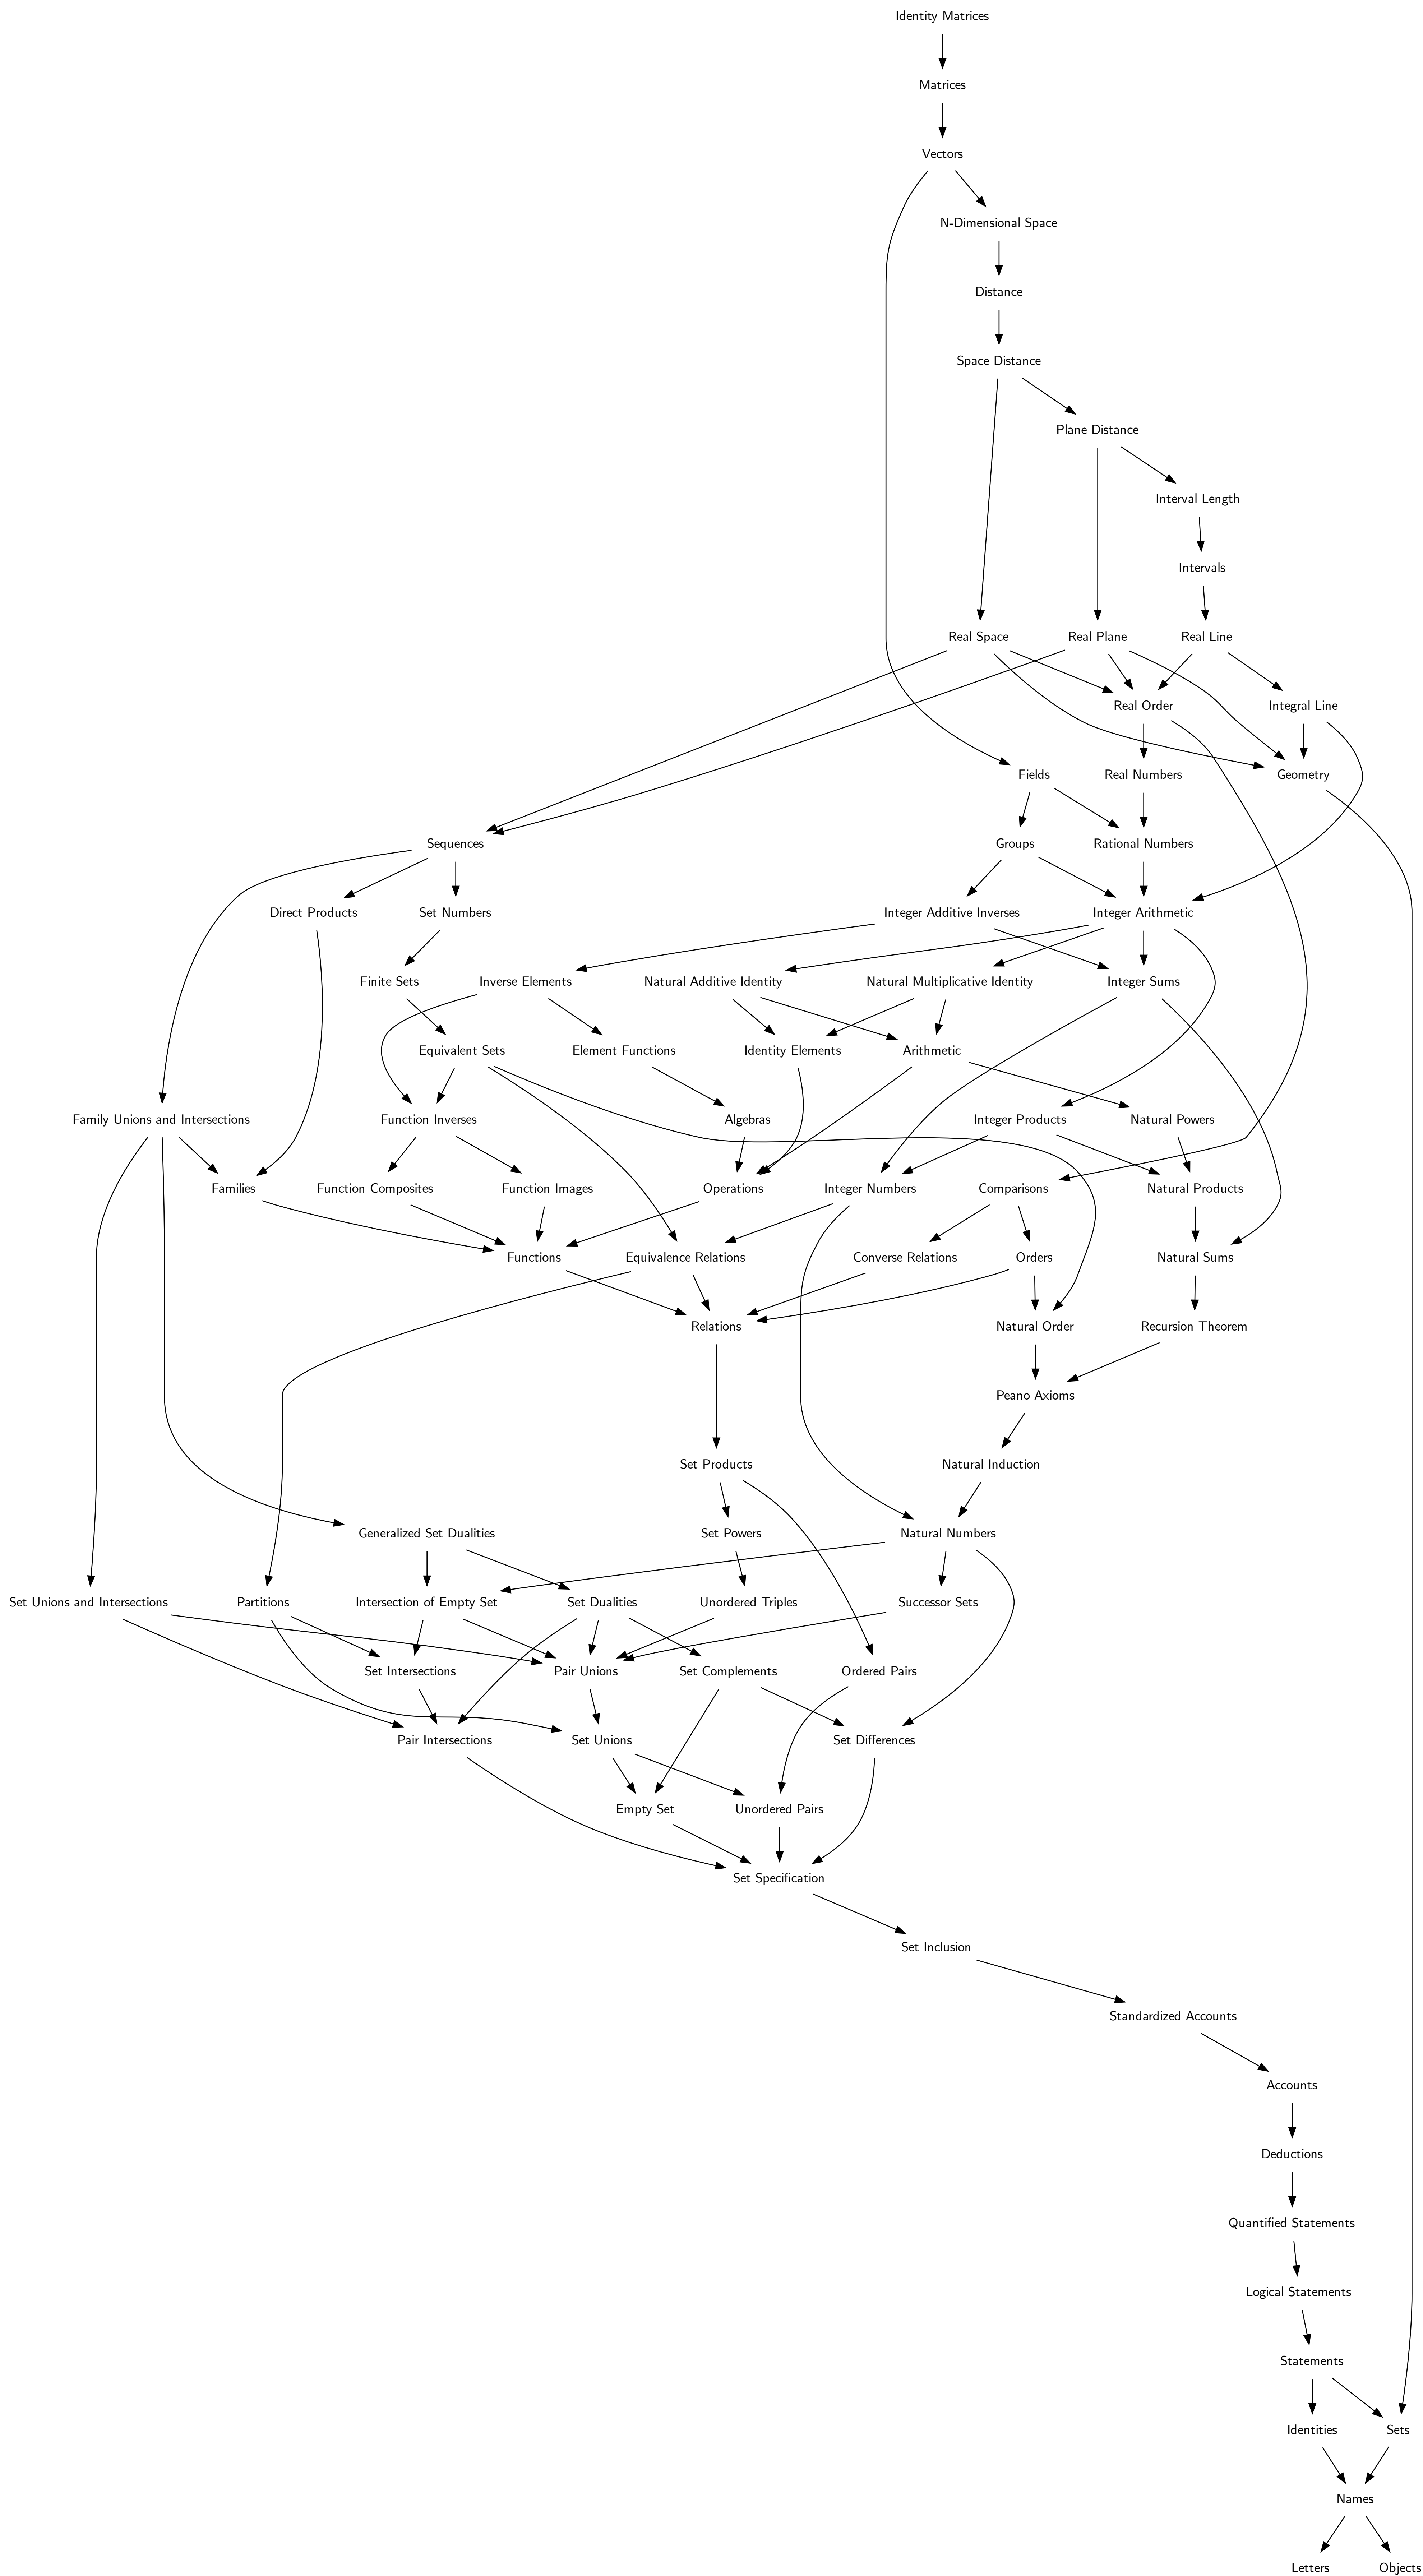 Identity Matrices
Matrices
Vectors
N-Dimensional Space
Distance
Space Distance
Plane Distance
Interval Length
Intervals
Real Space
Real Plane
Real Line
Real Order
Integral Line
Fields
Real Numbers
Geometry
Sequences
Groups
Rational Numbers
Direct Products
Set Numbers
Integer Additive Inverses
Integer Arithmetic
Finite Sets
Inverse Elements
Natural Additive Identity
Natural Multiplicative Identity
Integer Sums
Equivalent Sets
Element Functions
Identity Elements
Arithmetic
Family Unions and Intersections
Function Inverses
Algebras
Integer Products
Natural Powers
Families
Function Composites
Function Images
Operations
Integer Numbers
Comparisons
Natural Products
Functions
Equivalence Relations
Converse Relations
Orders
Natural Sums
Relations
Natural Order
Recursion Theorem
Peano Axioms
Set Products
Natural Induction
Generalized Set Dualities
Set Powers
Natural Numbers
Set Unions and Intersections
Partitions
Intersection of Empty Set
Set Dualities
Unordered Triples
Successor Sets
Set Intersections
Pair Unions
Set Complements
Ordered Pairs
Pair Intersections
Set Unions
Set Differences
Empty Set
Unordered Pairs
Set Specification
Set Inclusion
Standardized Accounts
Accounts
Deductions
Quantified Statements
Logical Statements
Statements
Identities
Sets
Names
Letters
Objects